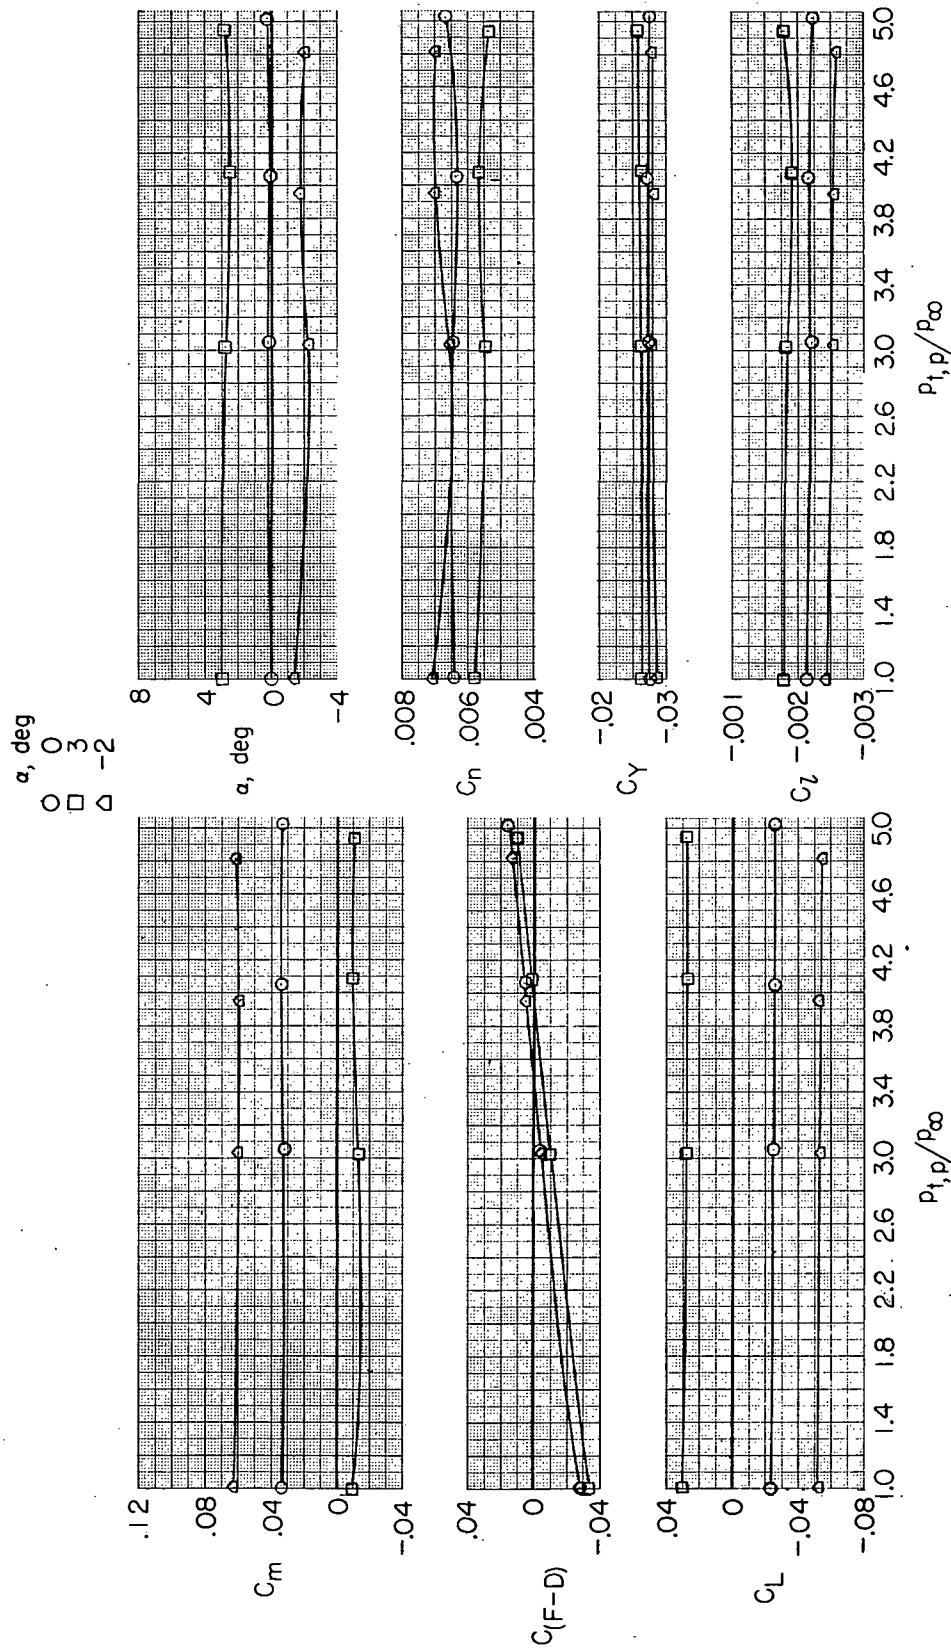 α, deg
○ 0
□ 3
⌂ -2
.12
.08
.04
0
-.04
Cm
.04
0
-.04
C(F-D)
.04
0
-.04
-.08
CL
1.0 1.4 1.8 2.2 2.6 3.0 3.4 3.8 4.2 4.6 5.0
pt,p/p∞
8
4
0
-4
α, deg
.008
.006
.004
Cn
-.02
-.03
CY
-.001
-.002
-.003
Cl
1.0 1.4 1.8 2.2 2.6 3.0 3.4 3.8 4.2 4.6 5.0
pt,p/p∞